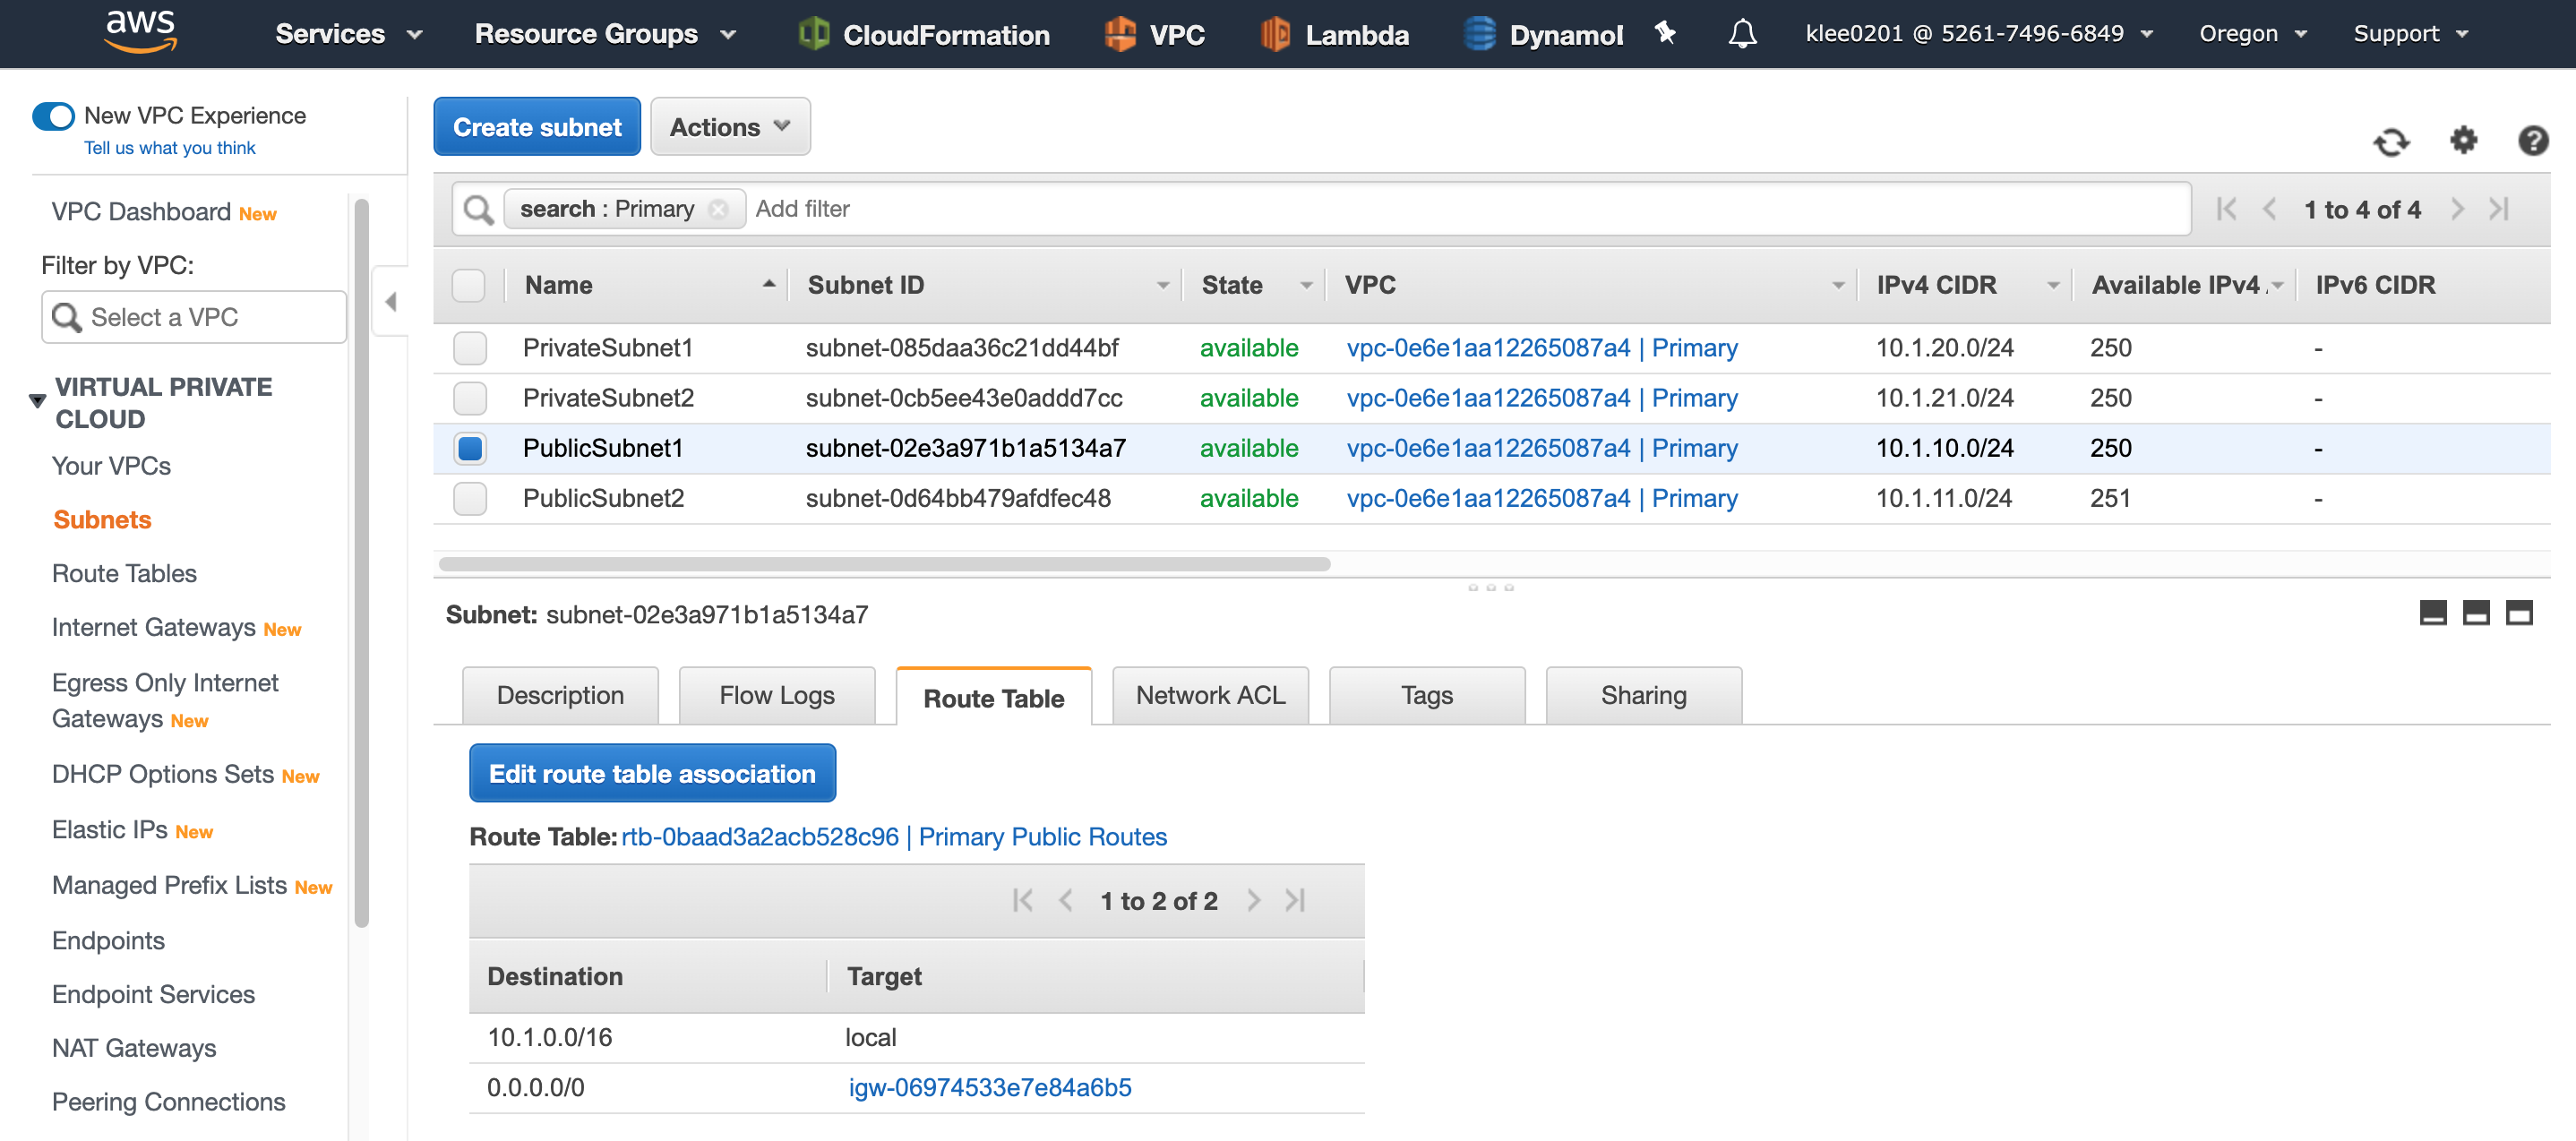 aws Services Resource Groups CloudFormation VPC Lambda Dynamol klee0201 @ 5261-7496-6849 Oregon Support
New VPC Experience
Tell us what you think
VPC Dashboard New
Filter by VPC:
Select a VPC
VIRTUAL PRIVATE
CLOUD
Your VPCs
Subnets
Route Tables
Internet Gateways New
Egress Only Internet
Gateways New
DHCP Options Sets New
Elastic IPs New
Managed Prefix Lists New
Endpoints
Endpoint Services
NAT Gateways
Peering Connections
Create subnet Actions
search : Primary Add filter 1 to 4 of 4
Name Subnet ID State VPC IPv4 CIDR Available IPv4 IPv6 CIDR
PrivateSubnet1 subnet-085daa36c21dd44bf available vpc-0e6e1aa12265087a4 | Primary 10.1.20.0/24 250 -
PrivateSubnet2 subnet-0cb5ee43e0addd7cc available vpc-0e6e1aa12265087a4 | Primary 10.1.21.0/24 250 -
PublicSubnet1 subnet-02e3a971b1a5134a7 available vpc-0e6e1aa12265087a4 | Primary 10.1.10.0/24 250 -
PublicSubnet2 subnet-0d64bb479afdfec48 available vpc-0e6e1aa12265087a4 | Primary 10.1.11.0/24 251 -
Subnet: subnet-02e3a971b1a5134a7
Description Flow Logs Route Table Network ACL Tags Sharing
Edit route table association
Route Table: rtb-0baad3a2acb528c96 | Primary Public Routes
1 to 2 of 2
Destination Target
10.1.0.0/16 local
0.0.0.0/0 igw-06974533e7e84a6b5